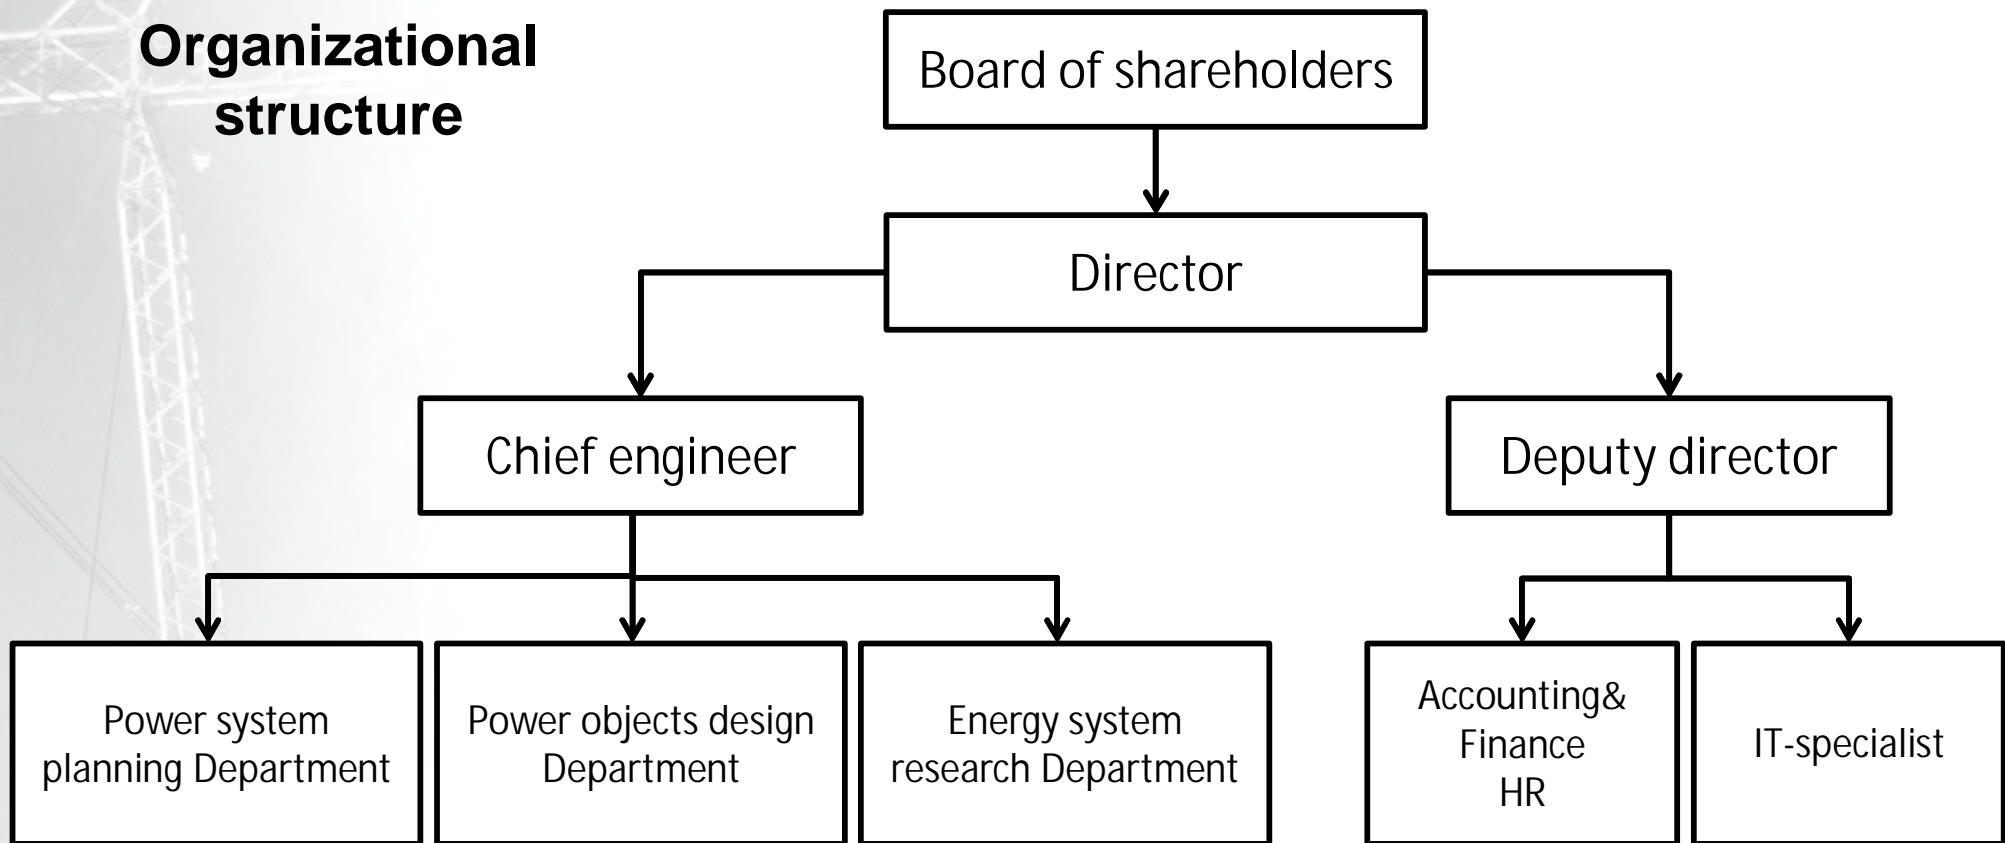 Organizational
structure
Board of shareholders
Director
Chief engineer
Deputy director
Power system
planning Department
Power objects design
Department
Energy system
research Department
Accounting&
Finance
HR
IT-specialist